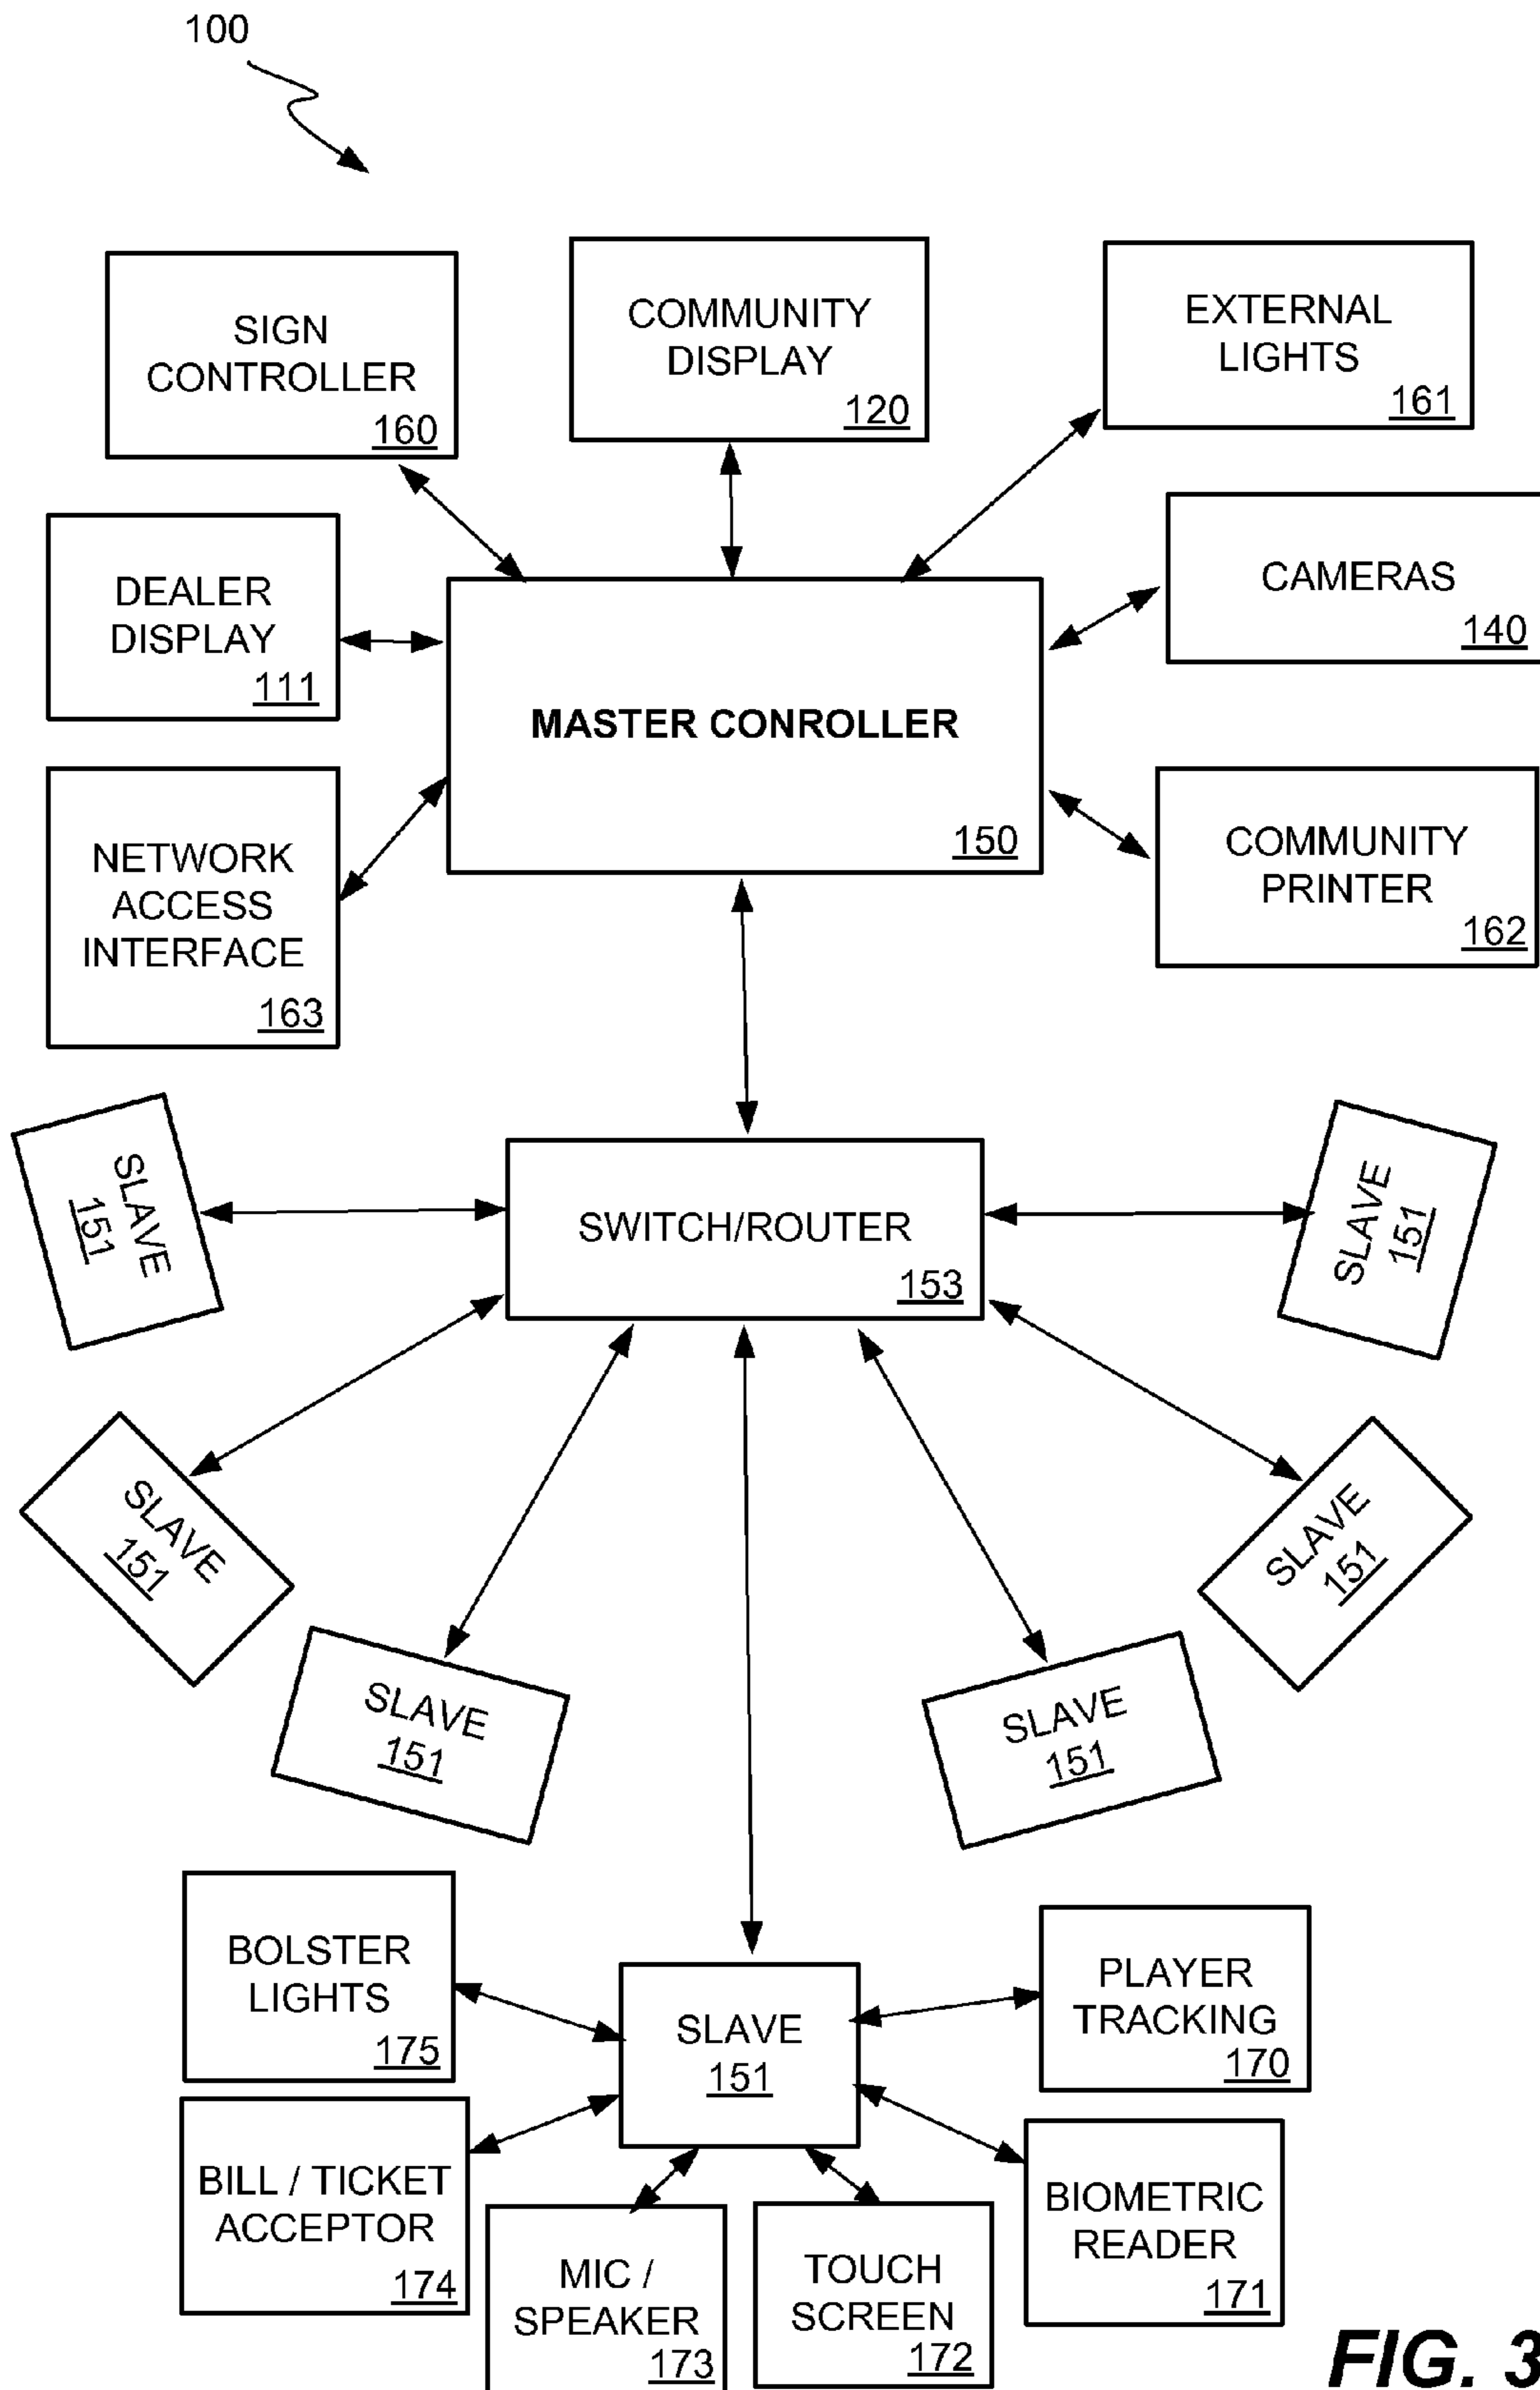 100
SIGN
CONTROLLER
160
COMMUNITY
DISPLAY
120
EXTERNAL
LIGHTS
161
DEALER
DISPLAY
111
CAMERAS
140
MASTER CONROLLER
150
NETWORK
ACCESS
INTERFACE
163
COMMUNITY
PRINTER
162
SLAVE
151
SWITCH/ROUTER
153
SLAVE
151
SLAVE
151
SLAVE
151
SLAVE
151
SLAVE
151
BOLSTER
LIGHTS
175
SLAVE
151
PLAYER
TRACKING
170
BILL / TICKET
ACCEPTOR
174
MIC /
SPEAKER
173
TOUCH
SCREEN
172
BIOMETRIC
READER
171
FIG. 3